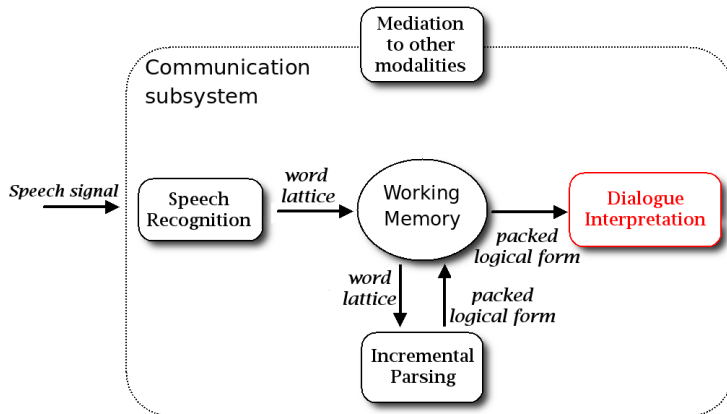 Mediation
to other
modalities
Communication
subsystem
Speech signal
Speech
Recognition
word
lattice
Working
Memory
packed
logical form
Dialogue
Interpretation
word
lattice
packed
logical form
Incremental
Parsing